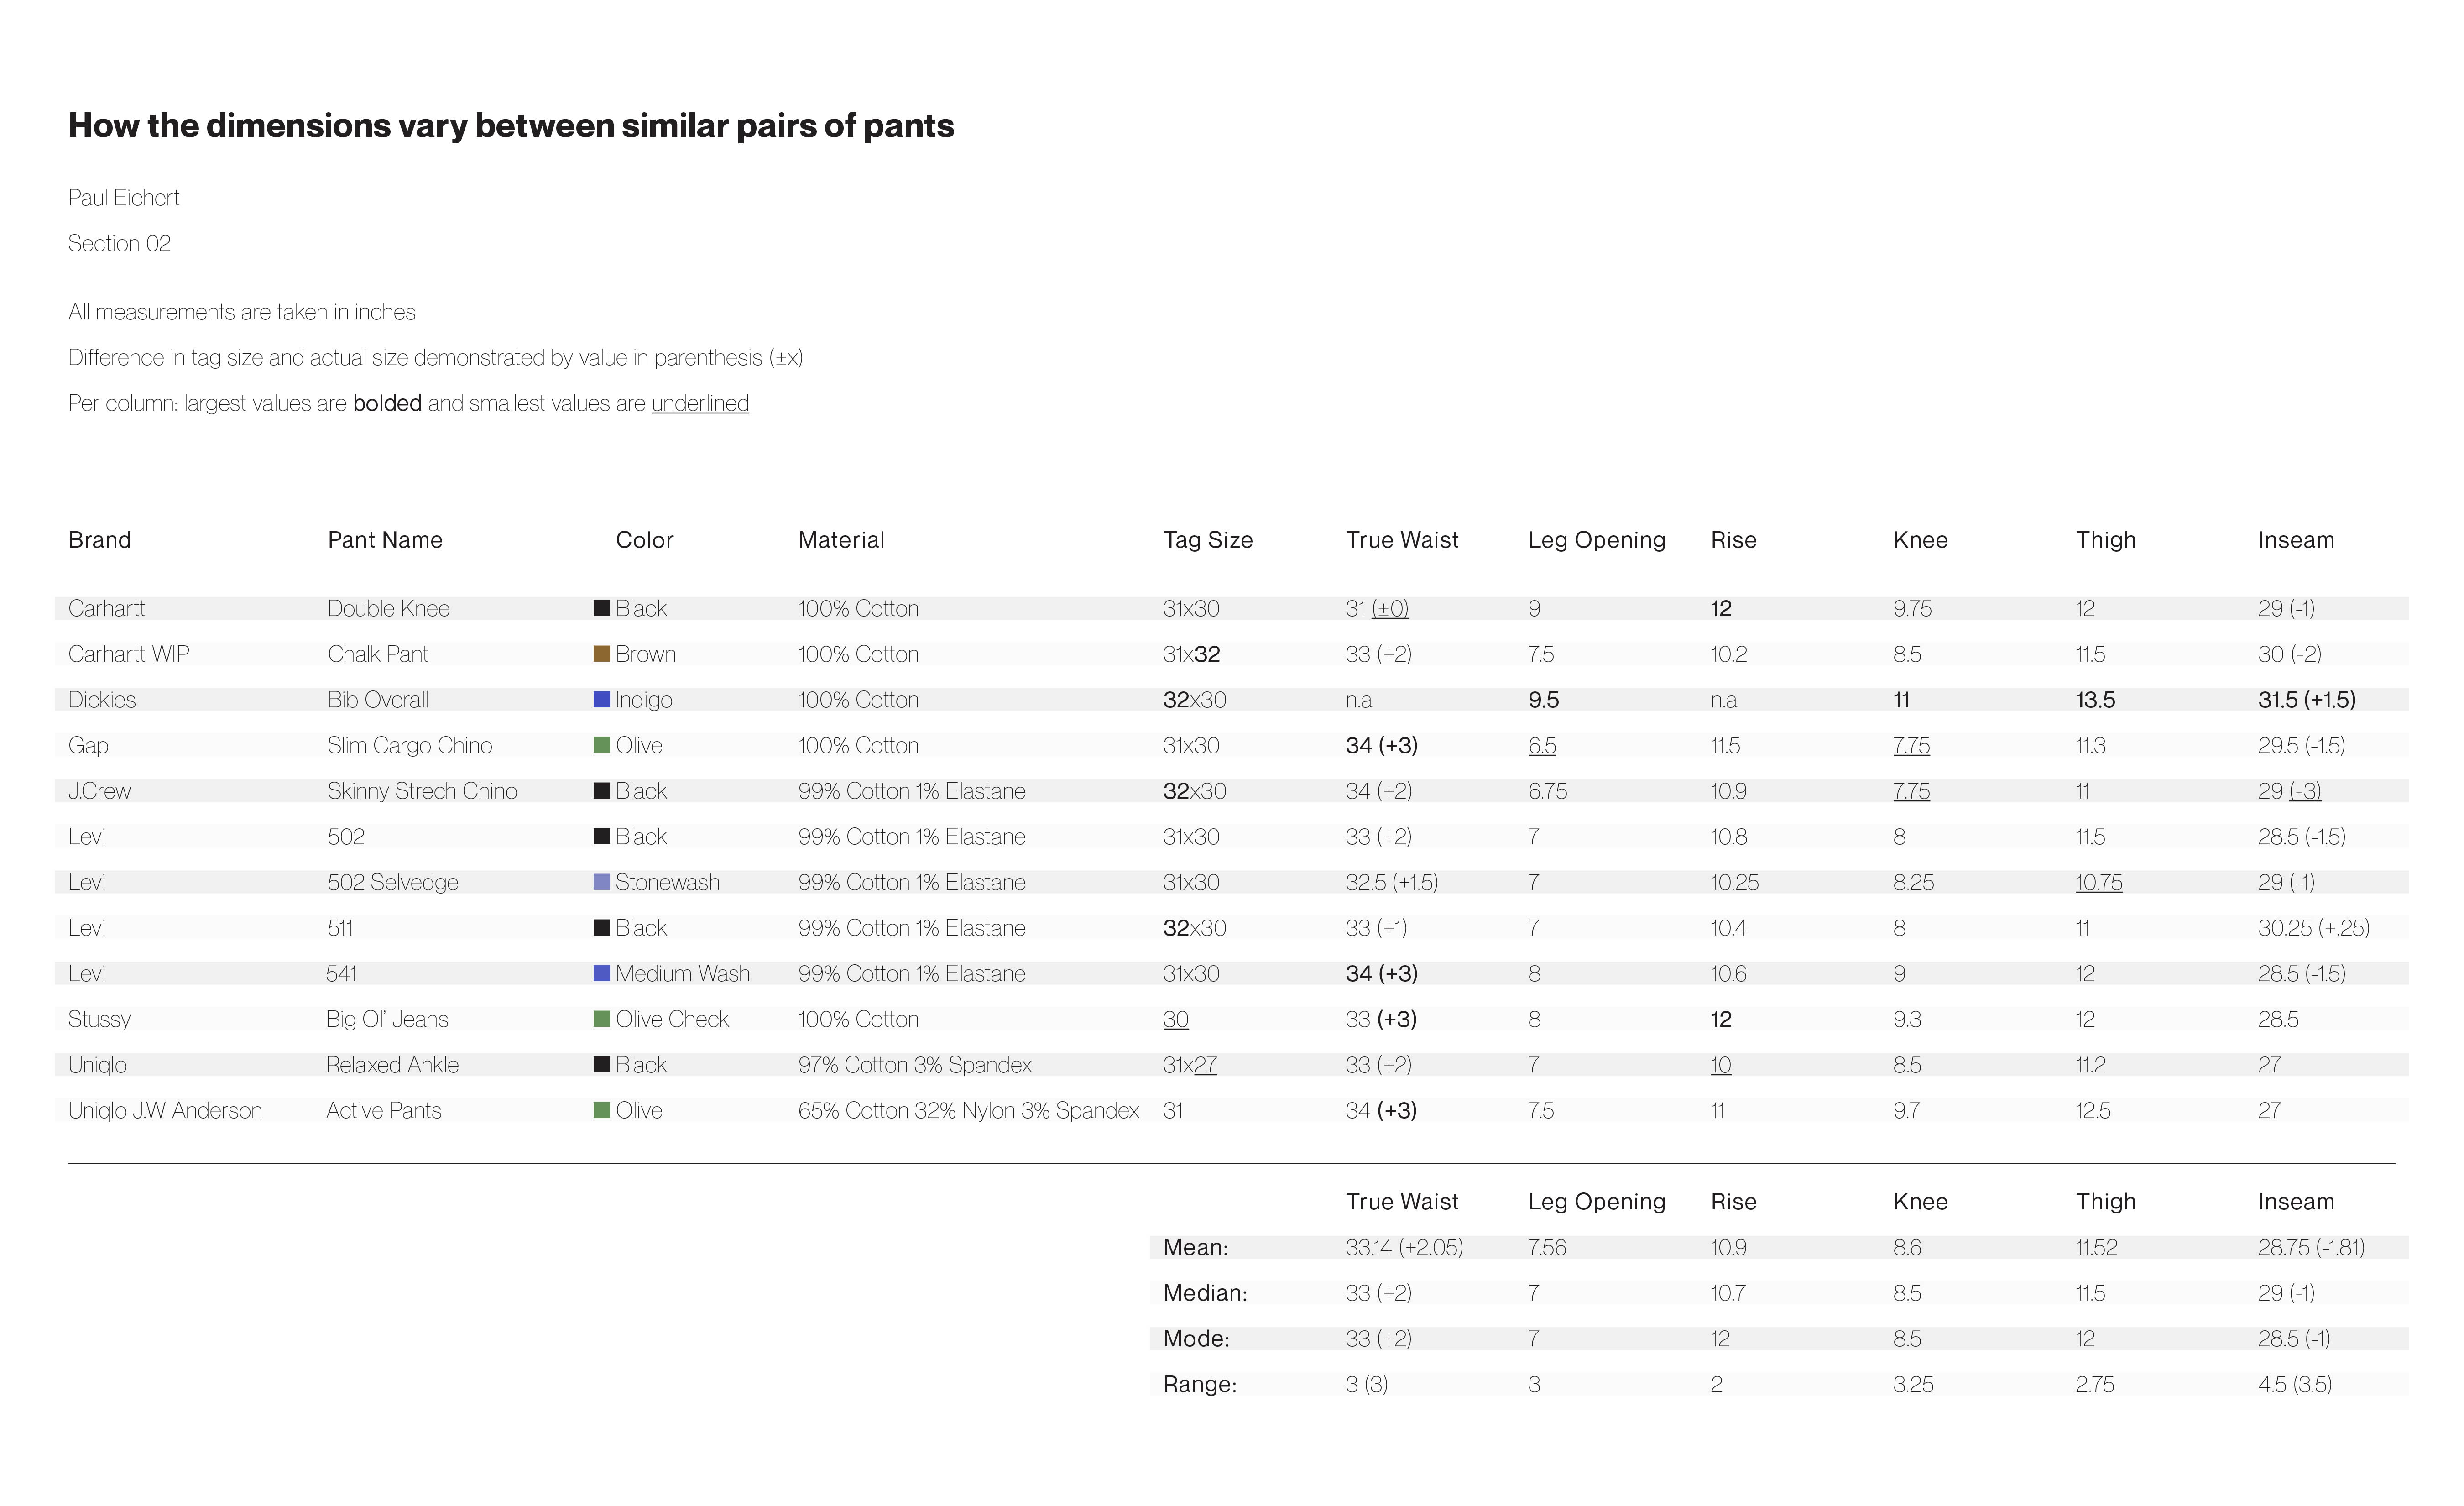 How the dimensions vary between similar pairs of pants
Paul Eichert
Section 02
All measurements are taken in inches
Difference in tag size and actual size demonstrated by value in parenthesis (±x)
Per column: largest values are bolded and smallest values are underlined
Brand Pant Name Color Material Tag Size True Waist Leg Opening Rise Knee Thigh Inseam
Carhartt Double Knee Black 100% Cotton 31x30 31 (±0) 9 12 9.75 12 29 (-1)
Carhartt WIP Chalk Pant Brown 100% Cotton 31x32 33 (+2) 7.5 10.2 8.5 11.5 30 (-2)
Dickies Bib Overall Indigo 100% Cotton 32x30 n.a 9.5 n.a 11 13.5 31.5 (+1.5)
Gap Slim Cargo Chino Olive 100% Cotton 31x30 34 (+3) 6.5 11.5 7.75 11.3 29.5 (-1.5)
J.Crew Skinny Strech Chino Black 99% Cotton 1% Elastane 32x30 34 (+2) 6.75 10.9 7.75 11 29 (-3)
Levi 502 Black 99% Cotton 1% Elastane 31x30 33 (+2) 7 10.8 8 11.5 28.5 (-1.5)
Levi 502 Selvedge Stonewash 99% Cotton 1% Elastane 31x30 32.5 (+1.5) 7 10.25 8.25 10.75 29 (-1)
Levi 511 Black 99% Cotton 1% Elastane 32x30 33 (+1) 7 10.4 8 11 30.25 (+.25)
Levi 541 Medium Wash 99% Cotton 1% Elastane 31x30 34 (+3) 8 10.6 9 12 28.5 (-1.5)
Stussy Big Ol' Jeans Olive Check 100% Cotton 30 33 (+3) 8 12 9.3 12 28.5
Uniqlo Relaxed Ankle Black 97% Cotton 3% Spandex 31x27 33 (+2) 7 10 8.5 11.2 27
Uniqlo J.W Anderson Active Pants Olive 65% Cotton 32% Nylon 3% Spandex 31 34 (+3) 7.5 11 9.7 12.5 27
True Waist Leg Opening Rise Knee Thigh Inseam
Mean: 33.14 (+2.05) 7.56 10.9 8.6 11.52 28.75 (-1.81)
Median: 33 (+2) 7 10.7 8.5 11.5 29 (-1)
Mode: 33 (+2) 7 12 8.5 12 28.5 (-1)
Range: 3 (3) 3 2 3.25 2.75 4.5 (3.5)